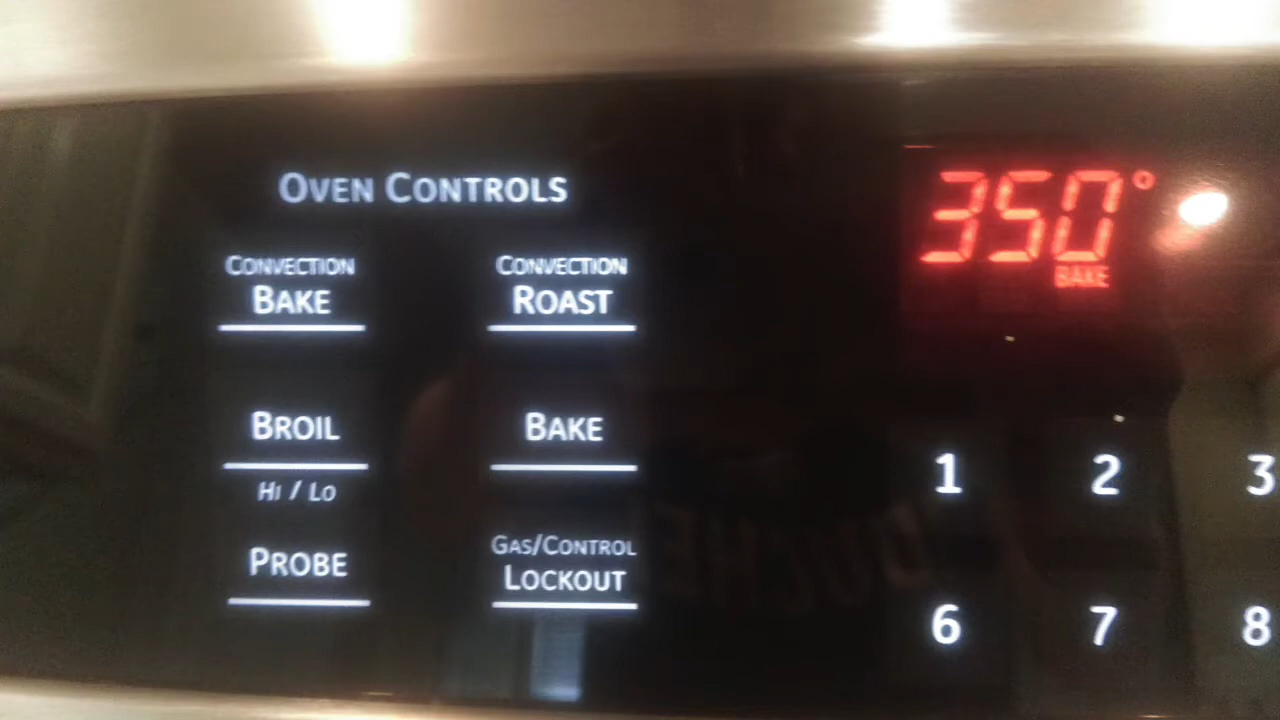 OVEN CONTROLS
CONVECTION
BAKE
CONVECTION
ROAST
BROIL
HI / LO
BAKE
PROBE
GAS/CONTROL
LOCKOUT
350°
BAKE
1 2 3
6 7 8